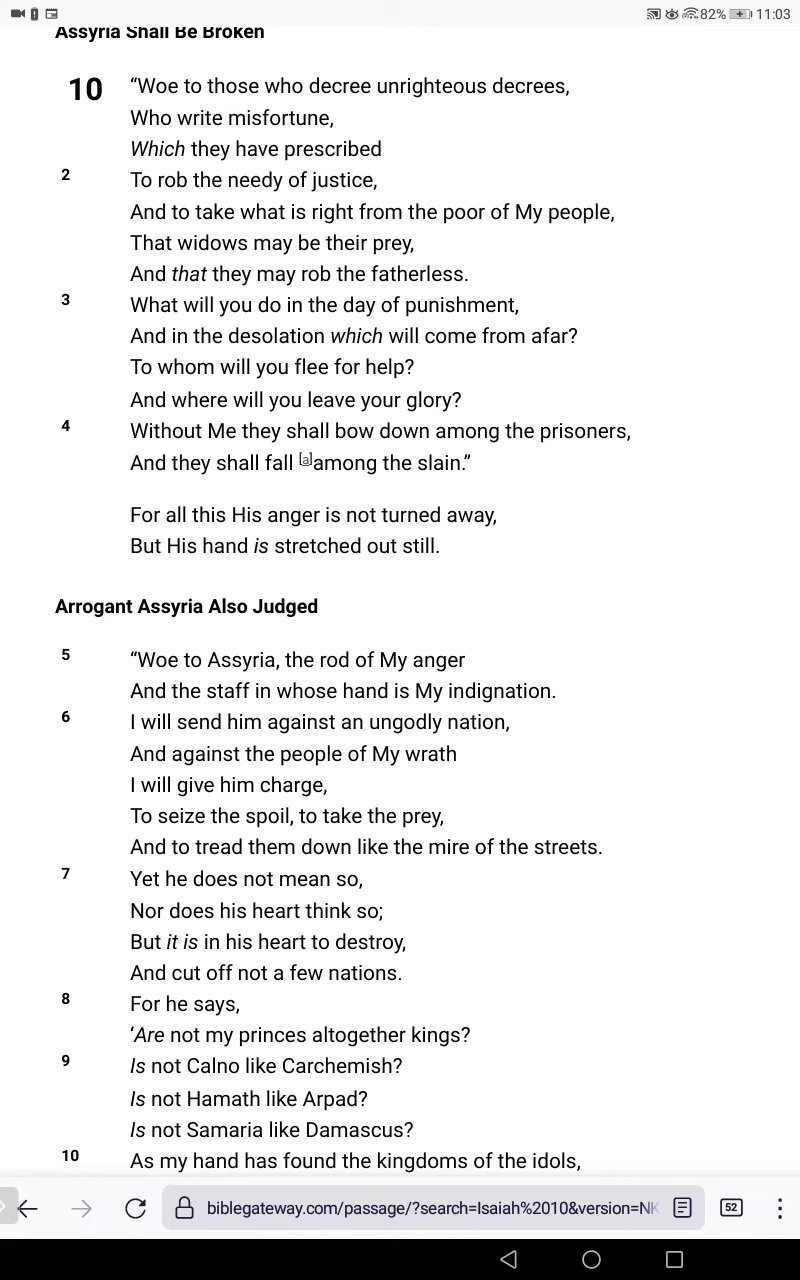 82% 11:03
Assyria Shall Be Broken
10 “Woe to those who decree unrighteous decrees,
Who write misfortune,
Which they have prescribed
2 To rob the needy of justice,
And to take what is right from the poor of My people,
That widows may be their prey,
And that they may rob the fatherless.
3 What will you do in the day of punishment,
And in the desolation which will come from afar?
To whom will you flee for help?
And where will you leave your glory?
4 Without Me they shall bow down among the prisoners,
And they shall fall [a]among the slain.”
For all this His anger is not turned away,
But His hand is stretched out still.
Arrogant Assyria Also Judged
5 “Woe to Assyria, the rod of My anger
And the staff in whose hand is My indignation.
6 I will send him against an ungodly nation,
And against the people of My wrath
I will give him charge,
To seize the spoil, to take the prey,
And to tread them down like the mire of the streets.
7 Yet he does not mean so,
Nor does his heart think so;
But it is in his heart to destroy,
And cut off not a few nations.
8 For he says,
‘Are not my princes altogether kings?
9 Is not Calno like Carchemish?
Is not Hamath like Arpad?
Is not Samaria like Damascus?
10 As my hand has found the kingdoms of the idols,
biblegateway.com/passage/?search=Isaiah%2010&version=NK
52